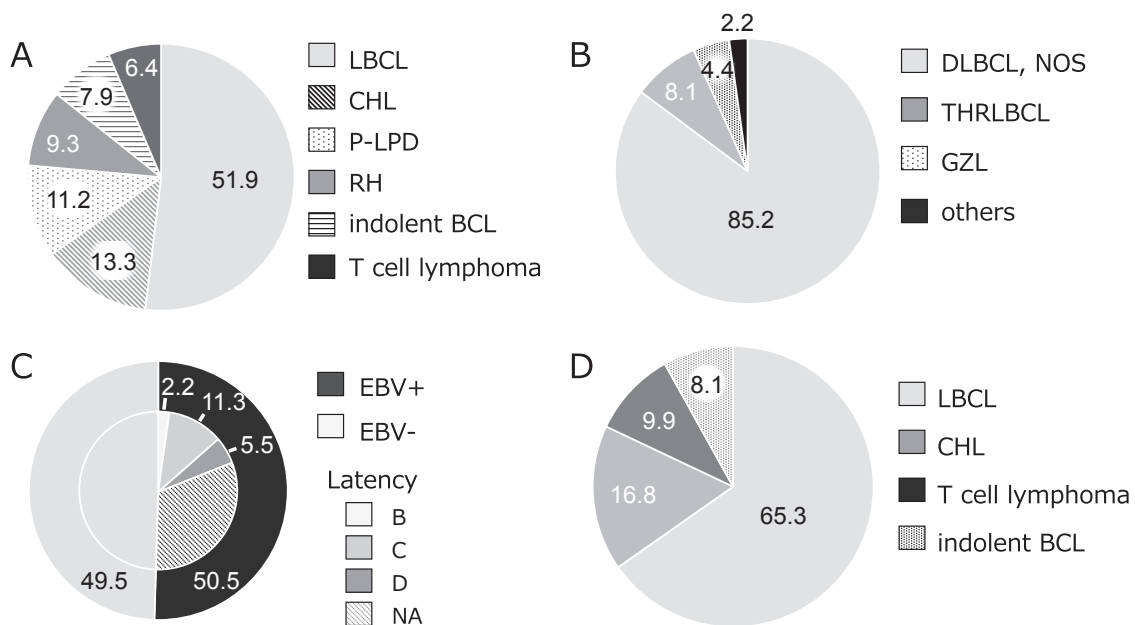 A
6.4
7.9
9.3
11.2
13.3
51.9
LBCL
CHL
P-LPD
RH
indolent BCL
T cell lymphoma
B
2.2
4.4
8.1
85.2
DLBCL, NOS
THRLBCL
GZL
others
C
2.2
11.3
5.5
49.5
50.5
EBV+
EBV-
Latency
B
C
D
NA
D
8.1
9.9
16.8
65.3
LBCL
CHL
T cell lymphoma
indolent BCL